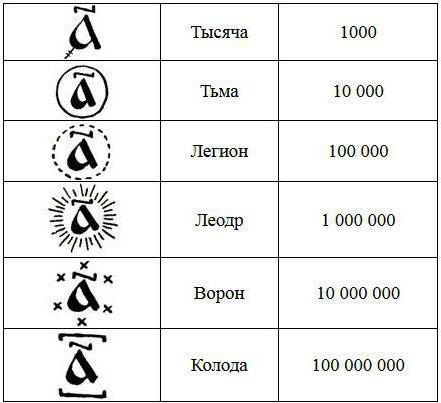 а҃ Тысяча 1000
а҃ Тьма 10 000
а҃ Легион 100 000
а҃ Леодр 1 000 000
а҃ Ворон 10 000 000
а҃ Колода 100 000 000